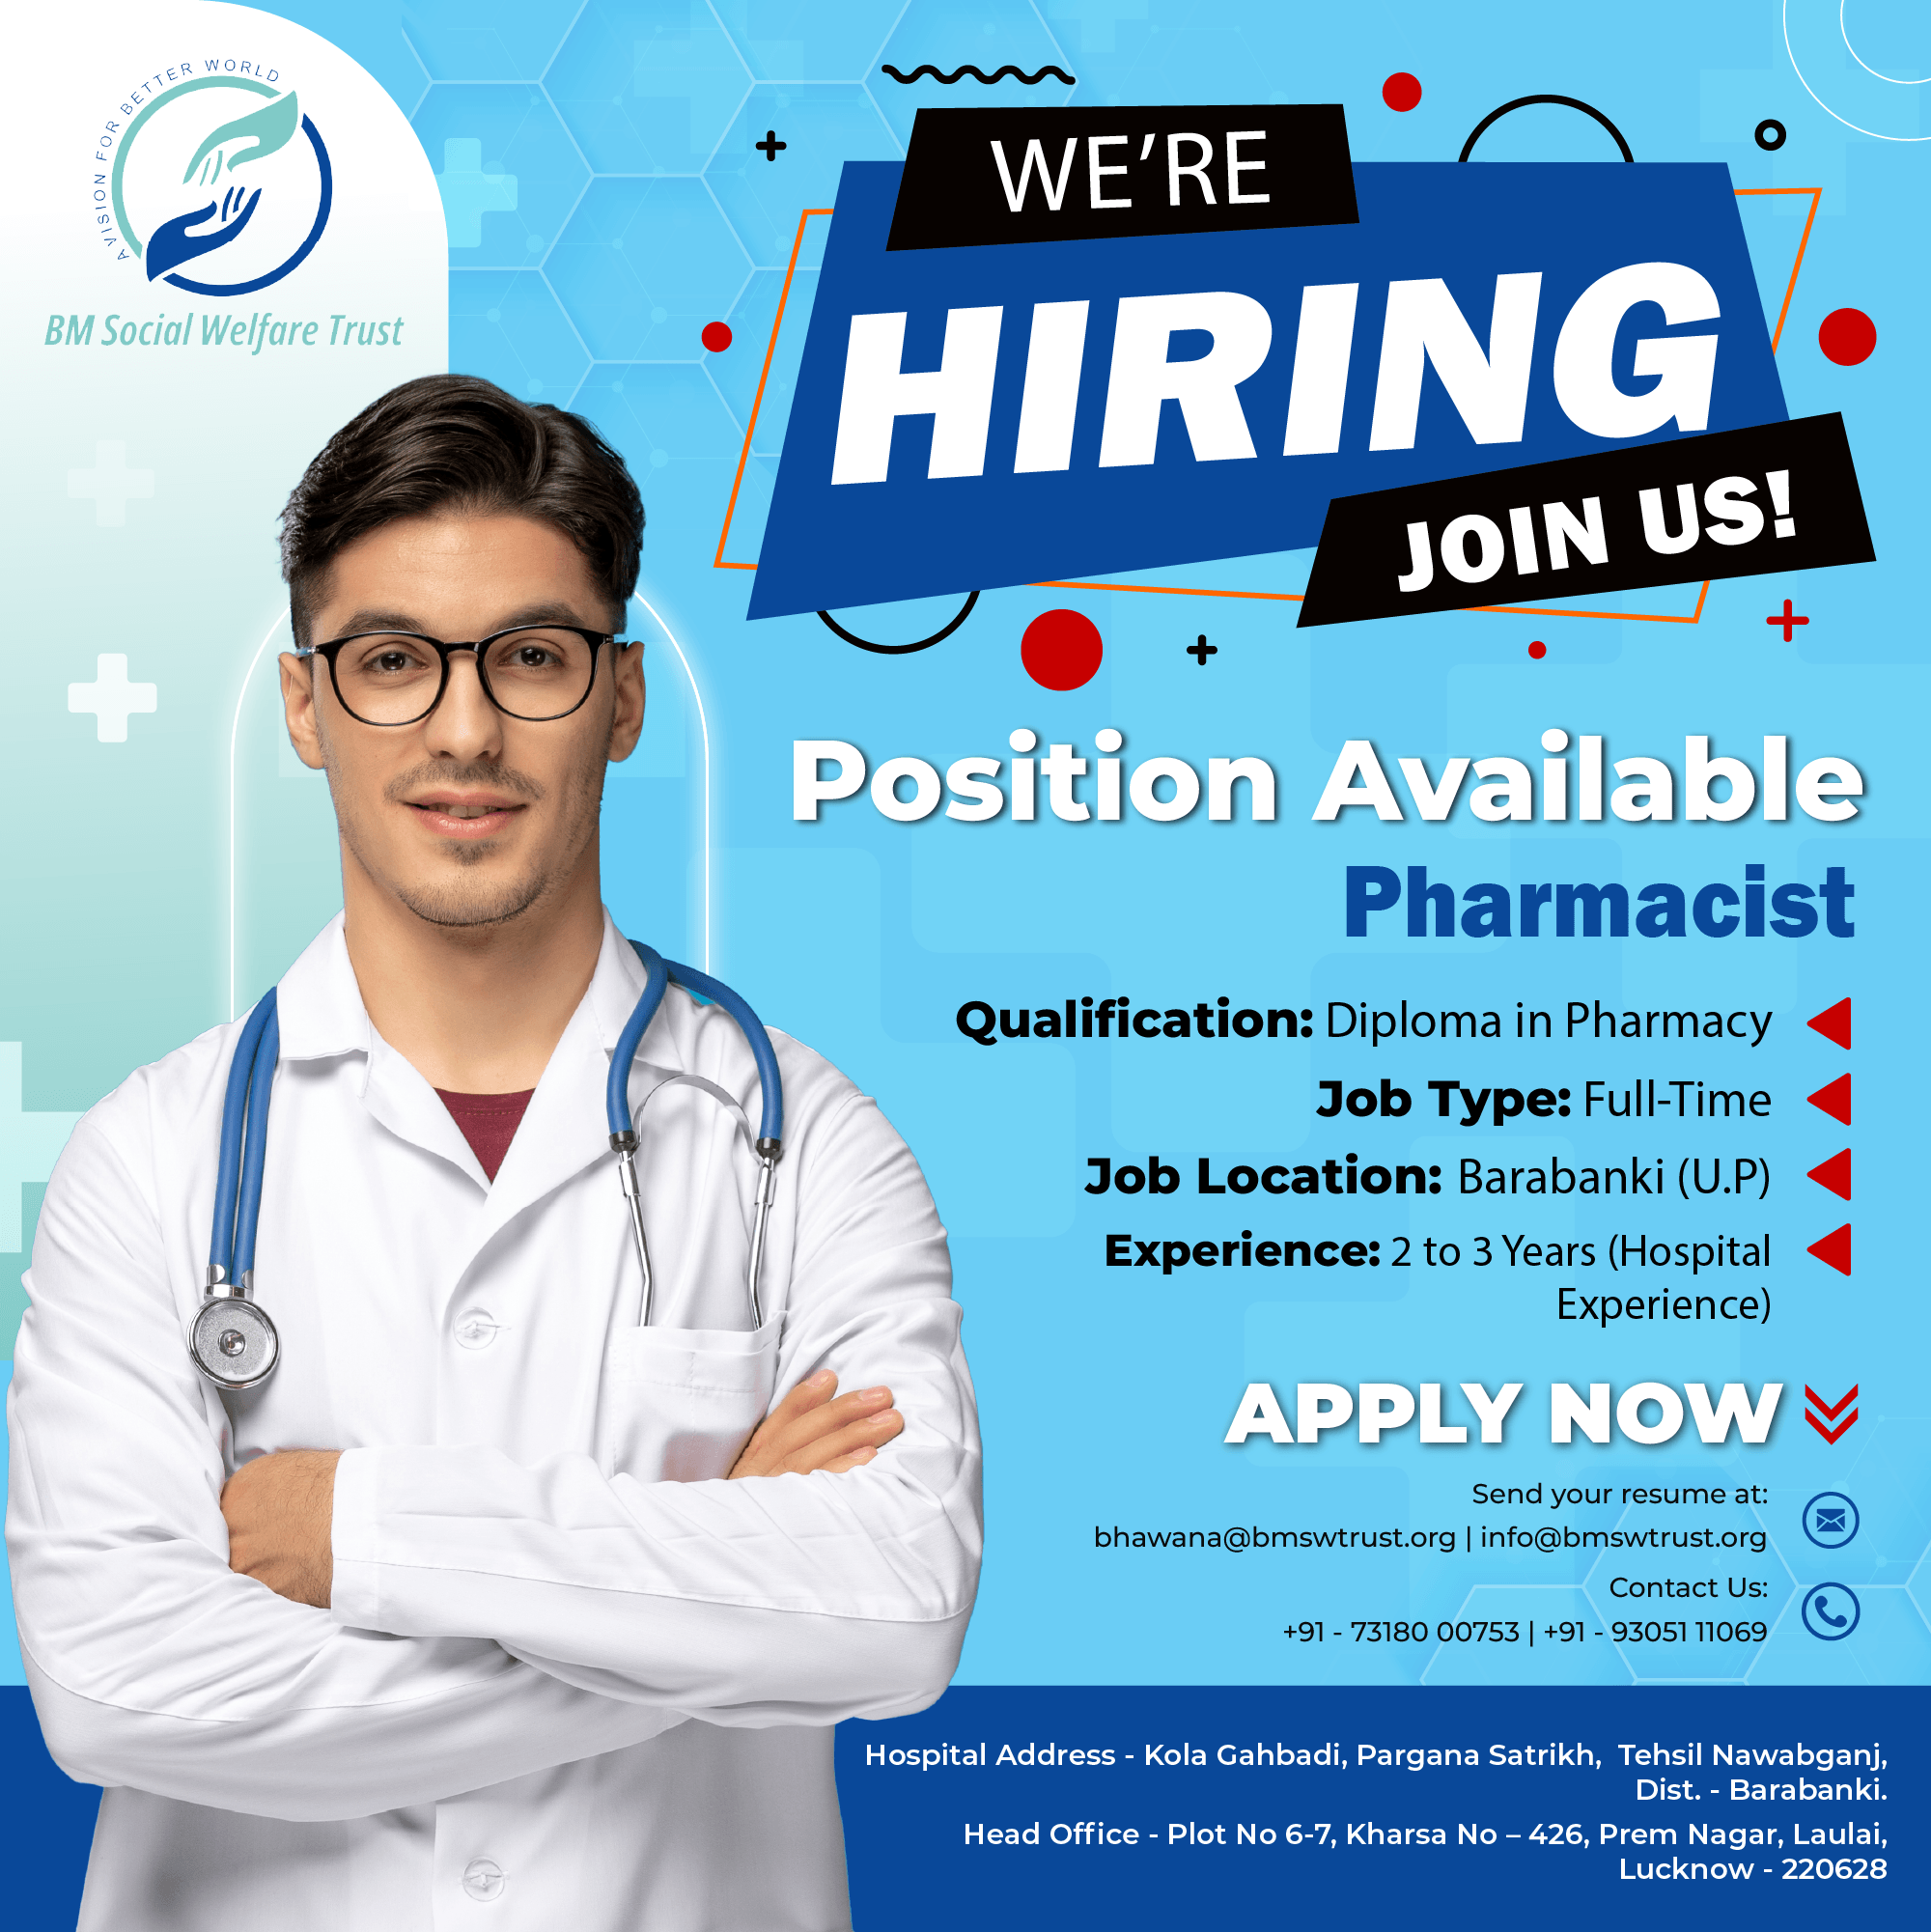 A VISION FOR BETTER WORLD
BM Social Welfare Trust
WE'RE
HIRING
JOIN US!
Position Available
Pharmacist
Qualification: Diploma in Pharmacy
Job Type: Full-Time
Job Location: Barabanki (U.P)
Experience: 2 to 3 Years (Hospital
Experience)
APPLY NOW
Send your resume at:
bhawana@bmswtrust.org | info@bmswtrust.org
Contact Us:
+91 - 73180 00753 | +91 - 93051 11069
Hospital Address - Kola Gahbadi, Pargana Satrikh, Tehsil Nawabganj,
Dist. - Barabanki.
Head Office - Plot No 6-7, Kharsa No – 426, Prem Nagar, Laulai,
Lucknow - 220628